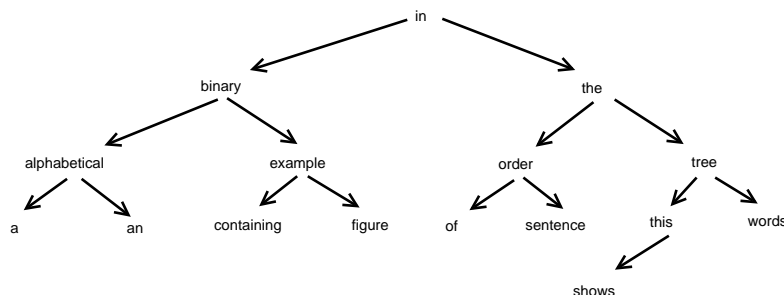 in
binary the
alphabetical example order tree
a an containing figure of sentence this words
shows